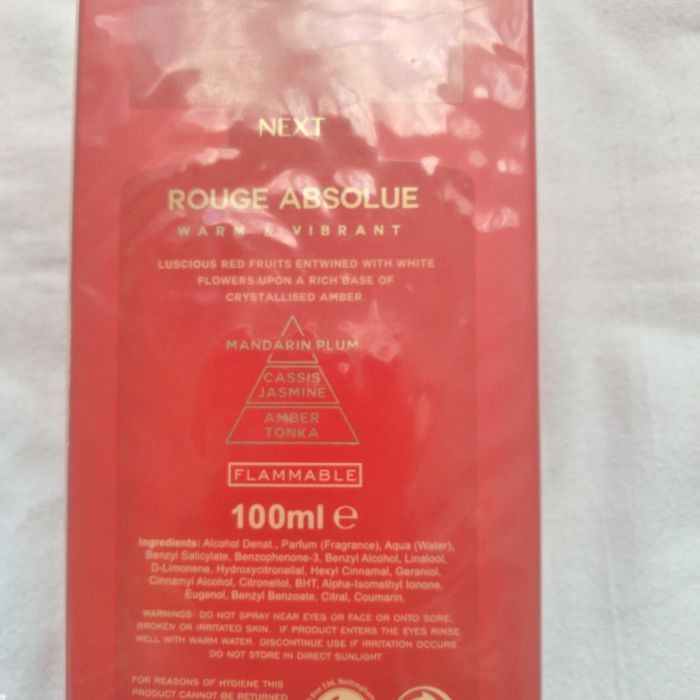 NEXT
ROUGE ABSOLUE
WARM & VIBRANT
LUSCIOUS RED FRUITS ENTWINED WITH WHITE
FLOWERS UPON A RICH BASE OF
CRYSTALLISED AMBER.
MANDARIN PLUM
CASSIS
JASMINE
AMBER
TONKA
FLAMMABLE
100ml ℮
Ingredients: Alcohol Denat., Parfum (Fragrance), Aqua (Water),
Benzyl Salicylate, Benzophenone-3, Benzyl Alcohol, Linalool,
D-Limonene, Hydroxycitronellal, Hexyl Cinnamal, Geraniol,
Cinnamyl Alcohol, Citronellol, BHT, Alpha-Isomethyl Ionone,
Eugenol, Benzyl Benzoate, Citral, Coumarin.
WARNINGS: DO NOT SPRAY NEAR EYES OR FACE OR ONTO SORE,
BROKEN OR IRRITATED SKIN. IF PRODUCT ENTERS THE EYES RINSE
WELL WITH WARM WATER. DISCONTINUE USE IF IRRITATION OCCURS.
DO NOT STORE IN DIRECT SUNLIGHT.
FOR REASONS OF HYGIENE THIS
PRODUCT CANNOT BE RETURNED
Box 536, Nottingham